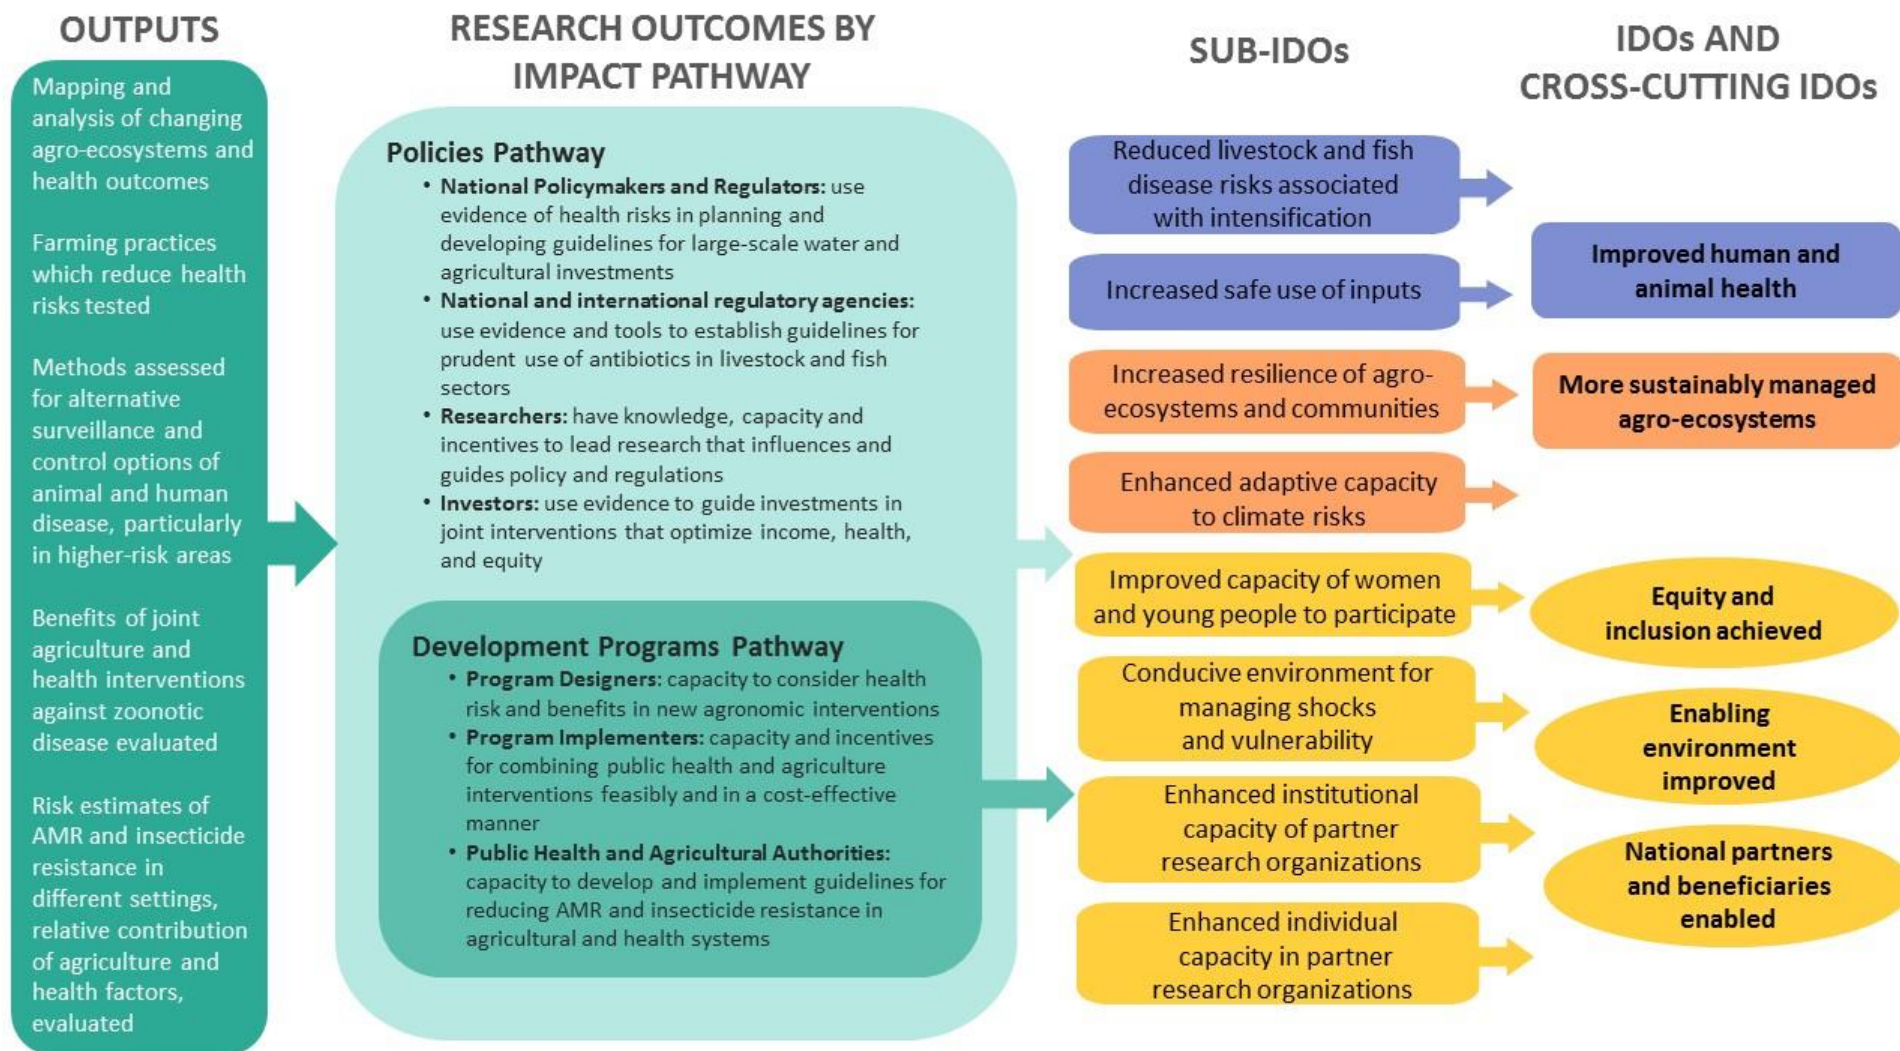 OUTPUTS
Mapping and
analysis of changing
agro-ecosystems and
health outcomes
Farming practices
which reduce health
risks tested
Methods assessed
for alternative
surveillance and
control options of
animal and human
disease, particularly
in higher-risk areas
Benefits of joint
agriculture and
health interventions
against zoonotic
disease evaluated
Risk estimates of
AMR and insecticide
resistance in
different settings,
relative contribution
of agriculture and
health factors,
evaluated
RESEARCH OUTCOMES BY
IMPACT PATHWAY
Policies Pathway
• National Policymakers and Regulators: use
evidence of health risks in planning and
developing guidelines for large-scale water and
agricultural investments
• National and international regulatory agencies:
use evidence and tools to establish guidelines for
prudent use of antibiotics in livestock and fish
sectors
• Researchers: have knowledge, capacity and
incentives to lead research that influences and
guides policy and regulations
• Investors: use evidence to guide investments in
joint interventions that optimize income, health,
and equity
Development Programs Pathway
• Program Designers: capacity to consider health
risk and benefits in new agronomic interventions
• Program Implementers: capacity and incentives
for combining public health and agriculture
interventions feasibly and in a cost-effective
manner
• Public Health and Agricultural Authorities:
capacity to develop and implement guidelines for
reducing AMR and insecticide resistance in
agricultural and health systems
SUB-IDOs
Reduced livestock and fish
disease risks associated
with intensification
Increased safe use of inputs
Increased resilience of agro-
ecosystems and communities
Enhanced adaptive capacity
to climate risks
Improved capacity of women
and young people to participate
Conducive environment for
managing shocks
and vulnerability
Enhanced institutional
capacity of partner
research organizations
Enhanced individual
capacity in partner
research organizations
IDOs AND
CROSS-CUTTING IDOs
Improved human and
animal health
More sustainably managed
agro-ecosystems
Equity and
inclusion achieved
Enabling
environment
improved
National partners
and beneficiaries
enabled